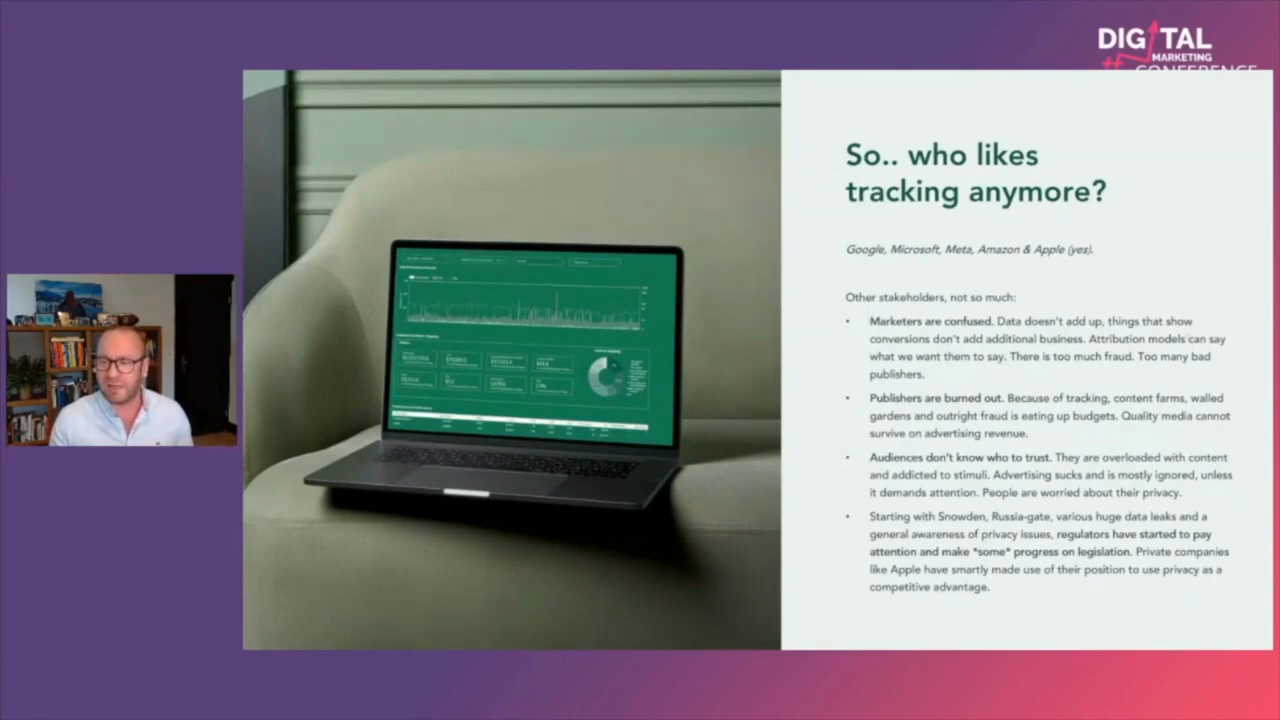 DIGITAL
MARKETING
# CONFERENCE
So.. who likes
tracking anymore?
Google, Microsoft, Meta, Amazon & Apple (yes).
Other stakeholders, not so much:
• Marketers are confused. Data doesn't add up, things that show
conversions don't add additional business. Attribution models can say
what we want them to say. There is too much fraud. Too many bad
publishers.
• Publishers are burned out. Because of tracking, content farms, walled
gardens and outright fraud is eating up budgets. Quality media cannot
survive on advertising revenue.
• Audiences don't know who to trust. They are overloaded with content
and addicted to stimuli. Advertising sucks and is mostly ignored, unless
it demands attention. People are worried about their privacy.
• Starting with Snowden, Russia-gate, various huge data leaks and a
general awareness of privacy issues, regulators have started to pay
attention and make *some* progress on legislation. Private companies
like Apple have smartly made use of their position to use privacy as a
competitive advantage.